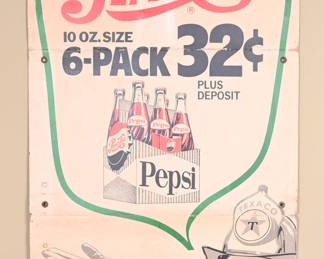 10 OZ. SIZE
6-PACK 32¢
PLUS
DEPOSIT
Pepsi
TEXACO
T